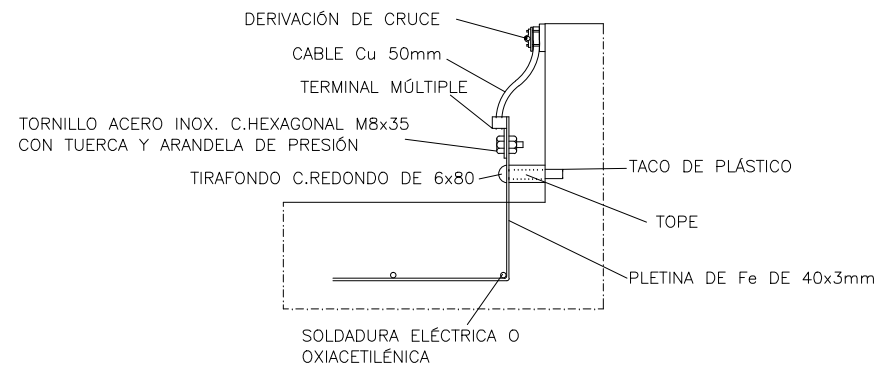 DERIVACIÓN DE CRUCE
CABLE Cu 50mm
TERMINAL MÚLTIPLE
TORNILLO ACERO INOX. C.HEXAGONAL M8x35
CON TUERCA Y ARANDELA DE PRESIÓN
TIRAFONDO C.REDONDO DE 6x80
TACO DE PLÁSTICO
TOPE
PLETINA DE Fe DE 40x3mm
SOLDADURA ELÉCTRICA O
OXIACETILÉNICA